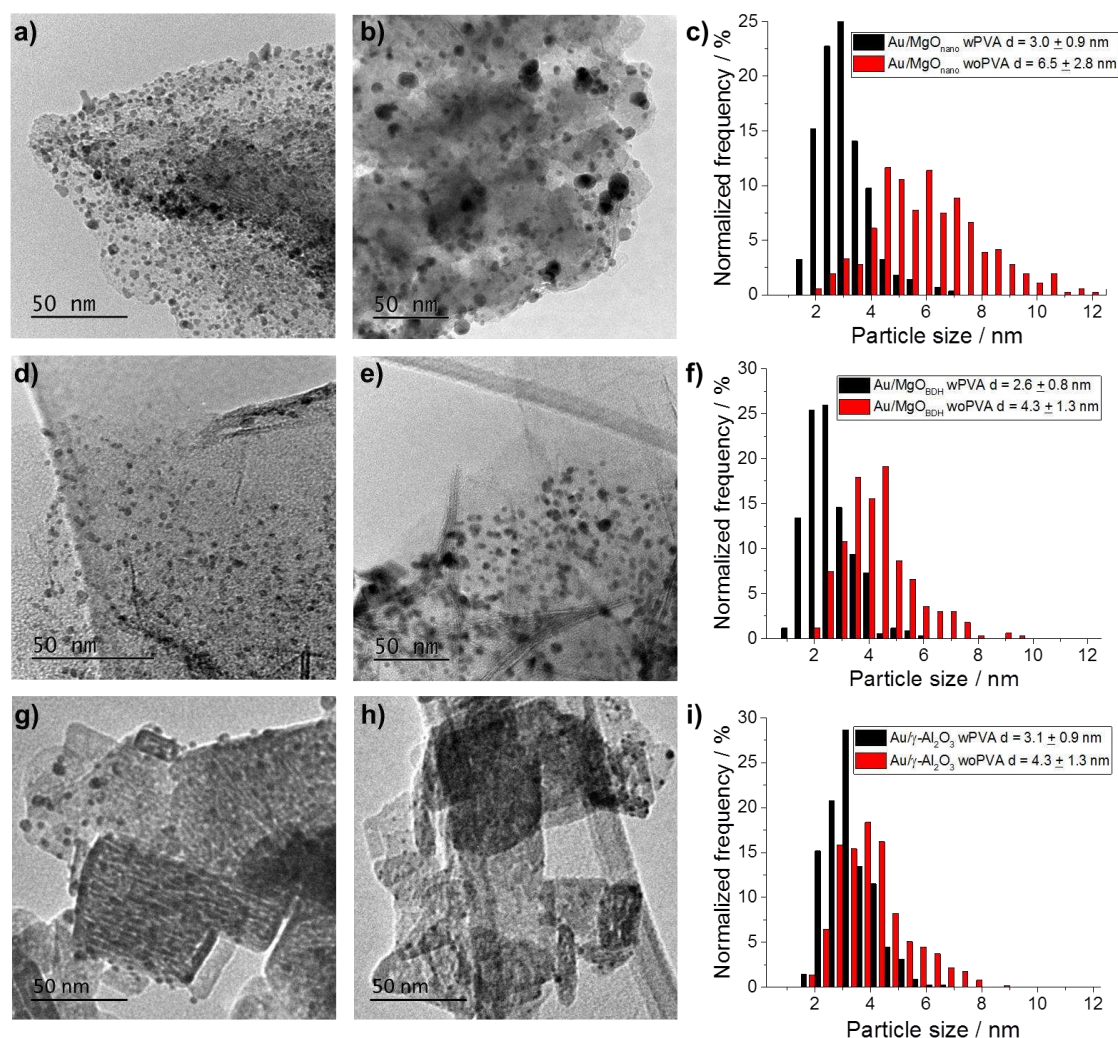 a)
50 nm
b)
50 nm
c)
Au/MgO_nano wPVA d = 3.0 ± 0.9 nm
Au/MgO_nano woPVA d = 6.5 ± 2.8 nm
Normalized frequency / %
25
20
15
10
5
0
2 4 6 8 10 12
Particle size / nm
d)
50 nm
e)
50 nm
f)
Au/MgO_BDH wPVA d = 2.6 ± 0.8 nm
Au/MgO_BDH woPVA d = 4.3 ± 1.3 nm
Normalized frequency / %
30
25
20
15
10
5
0
2 4 6 8 10 12
Particle size / nm
g)
50 nm
h)
50 nm
i)
Au/γ-Al₂O₃ wPVA d = 3.1 ± 0.9 nm
Au/γ-Al₂O₃ woPVA d = 4.3 ± 1.3 nm
Normalized frequency / %
30
25
20
15
10
5
0
2 4 6 8 10 12
Particle size / nm